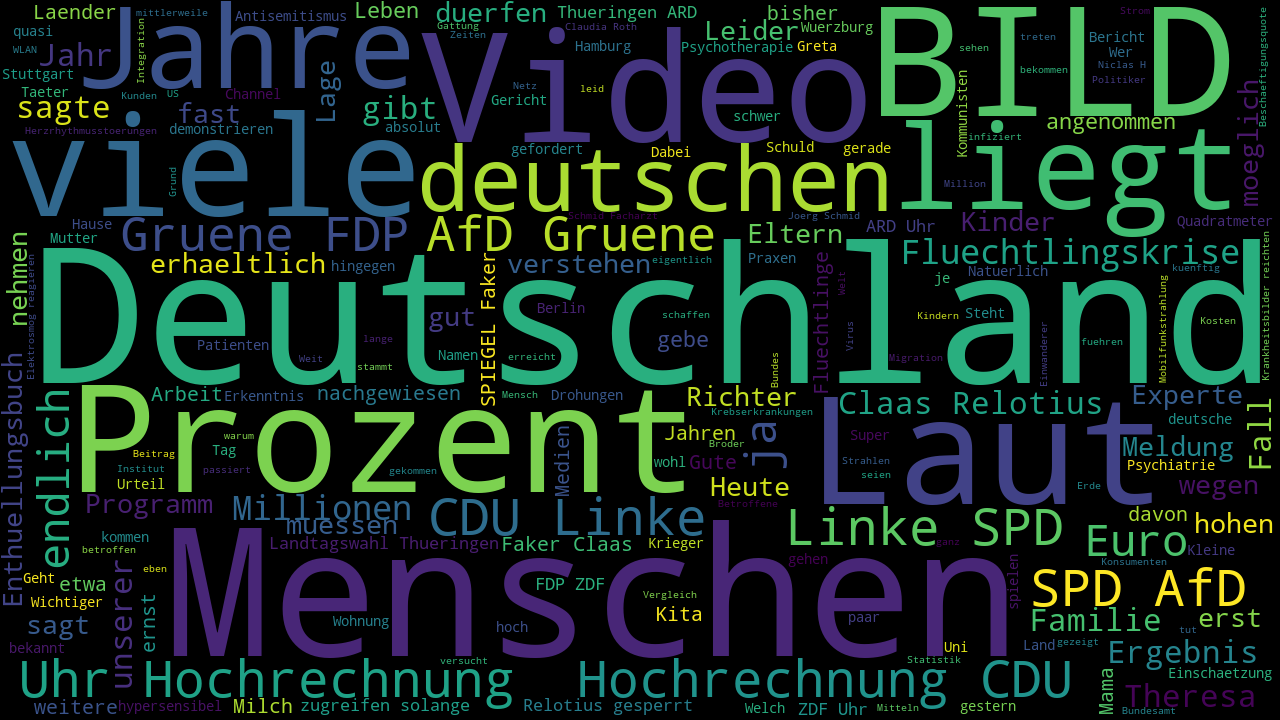 Laender
mittlerweile
Antisemitismus
Leben
duerfen
Thueringen ARD
bisher
Strom
quasi
Jahre
Gattung
Zeiten
Claudia Roth
Leider
Wuerzburg
BILD
treten
Bericht
Wer
Jahr
WLAN
Integration
Video
Hamburg
Psychotherapie
Greta
sehen
bekommen
Niclas H
Politiker
Beschaeftigungsquote
Stuttgart
Taeter
Kunden
US
Channel
Lage
Netz
leid
sagte
fast
gibt
Gericht
schwer
Kommunisten
angenommen
moeglich
Herzrhythmusstoerungen
demonstrieren
absolut
infiziert
viele
Grund
gefordert
Dabei
Schuld
gerade
liegt
deutschen
Million
Hause
Mutter
Gruene FDP
AfD Gruene
Schmid Facharzt
Joerg Schmid
Eltern
ARD Uhr
Kinder
Quadratmeter
nehmen
Elektrosmog reagieren
erhaeltlich
hingegen
SPIEGEL Faker
verstehen
eigentlich
Praxen
Fluechtlinge
Welt
Fluechtlingskrise
je
Natuerlich
kuenftig
Krankheitsbilder reichten
Deutschland
Patienten
Weit
lange
stammt
gut
Namen
Berlin
erreicht
schaffen
gebe
Bundes
Virus
Kindern
Steht
Migration
Einwanderer
fuehren
Mobilfunkstrahlung
Kosten
Enthuellungsbuch
endlich
Arbeit
Erkenntnis
nachgewiesen
Mensch
Drohungen
Richter
Krebserkrankungen
Claas Relotius
Experte
deutsche
Fall
Prozent
warum
Tag
Beitrag
Institut
passiert
Urteil
gekommen
Medien
Jahren
Broder
wohl
Gute
ja
Super
Strahlen
seien
Laut
Meldung
Psychiatrie
Erde
wegen
Programm
Millionen
muessen
CDU Linke
Heute
Betroffene
Linke SPD
davon
hohen
kommen
betroffen
Landtagswahl Thueringen
Faker Claas
Krieger
gehen
ganz
Euro
Kleine
Geht
etwa
eben
Menschen
FDP ZDF
Vergleich
Kita
spielen
Konsumenten
SPD AfD
Wichtiger
sagt
unserer
ernst
Wohnung
hoch
paar
Familie
erst
bekannt
Uni
Land
gezeigt
tut
Ergebnis
Uhr Hochrechnung
versucht
Hochrechnung CDU
Statistik
Mama
Einschaetzung
Theresa
weitere
hypersensibel
Milch
zugreifen solange
Relotius gesperrt
Welch
ZDF Uhr
Mitteln
gestern
Bundesamt